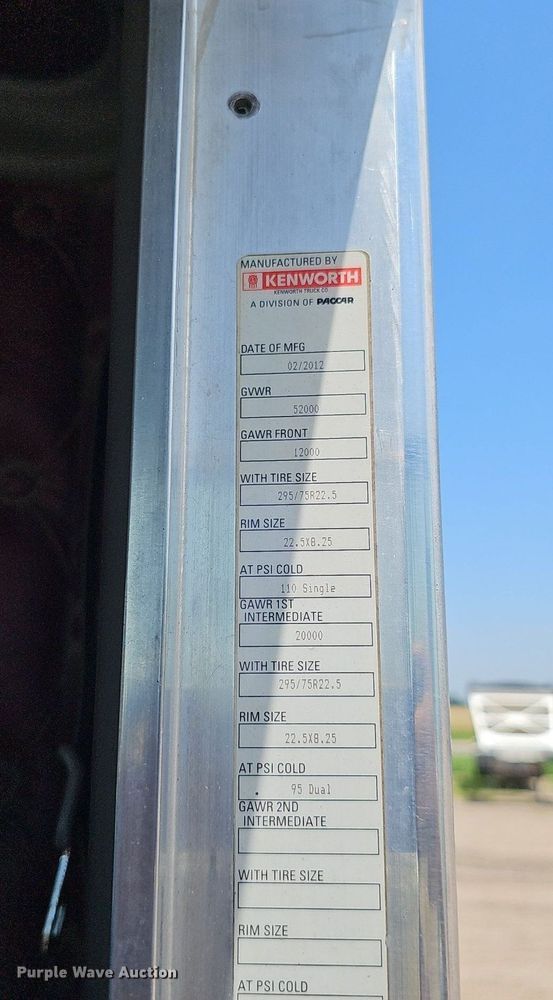 MANUFACTURED BY
KENWORTH
KENWORTH TRUCK CO.
A DIVISION OF PACCAR
DATE OF MFG
02/2012
GVWR
52000
GAWR FRONT
12000
WITH TIRE SIZE
295/75R22.5
RIM SIZE
22.5X8.25
AT PSI COLD
110 Single
GAWR 1ST
INTERMEDIATE
20000
WITH TIRE SIZE
295/75R22.5
RIM SIZE
22.5X8.25
AT PSI COLD
95 Dual
GAWR 2ND
INTERMEDIATE
WITH TIRE SIZE
RIM SIZE
AT PSI COLD
Purple Wave Auction